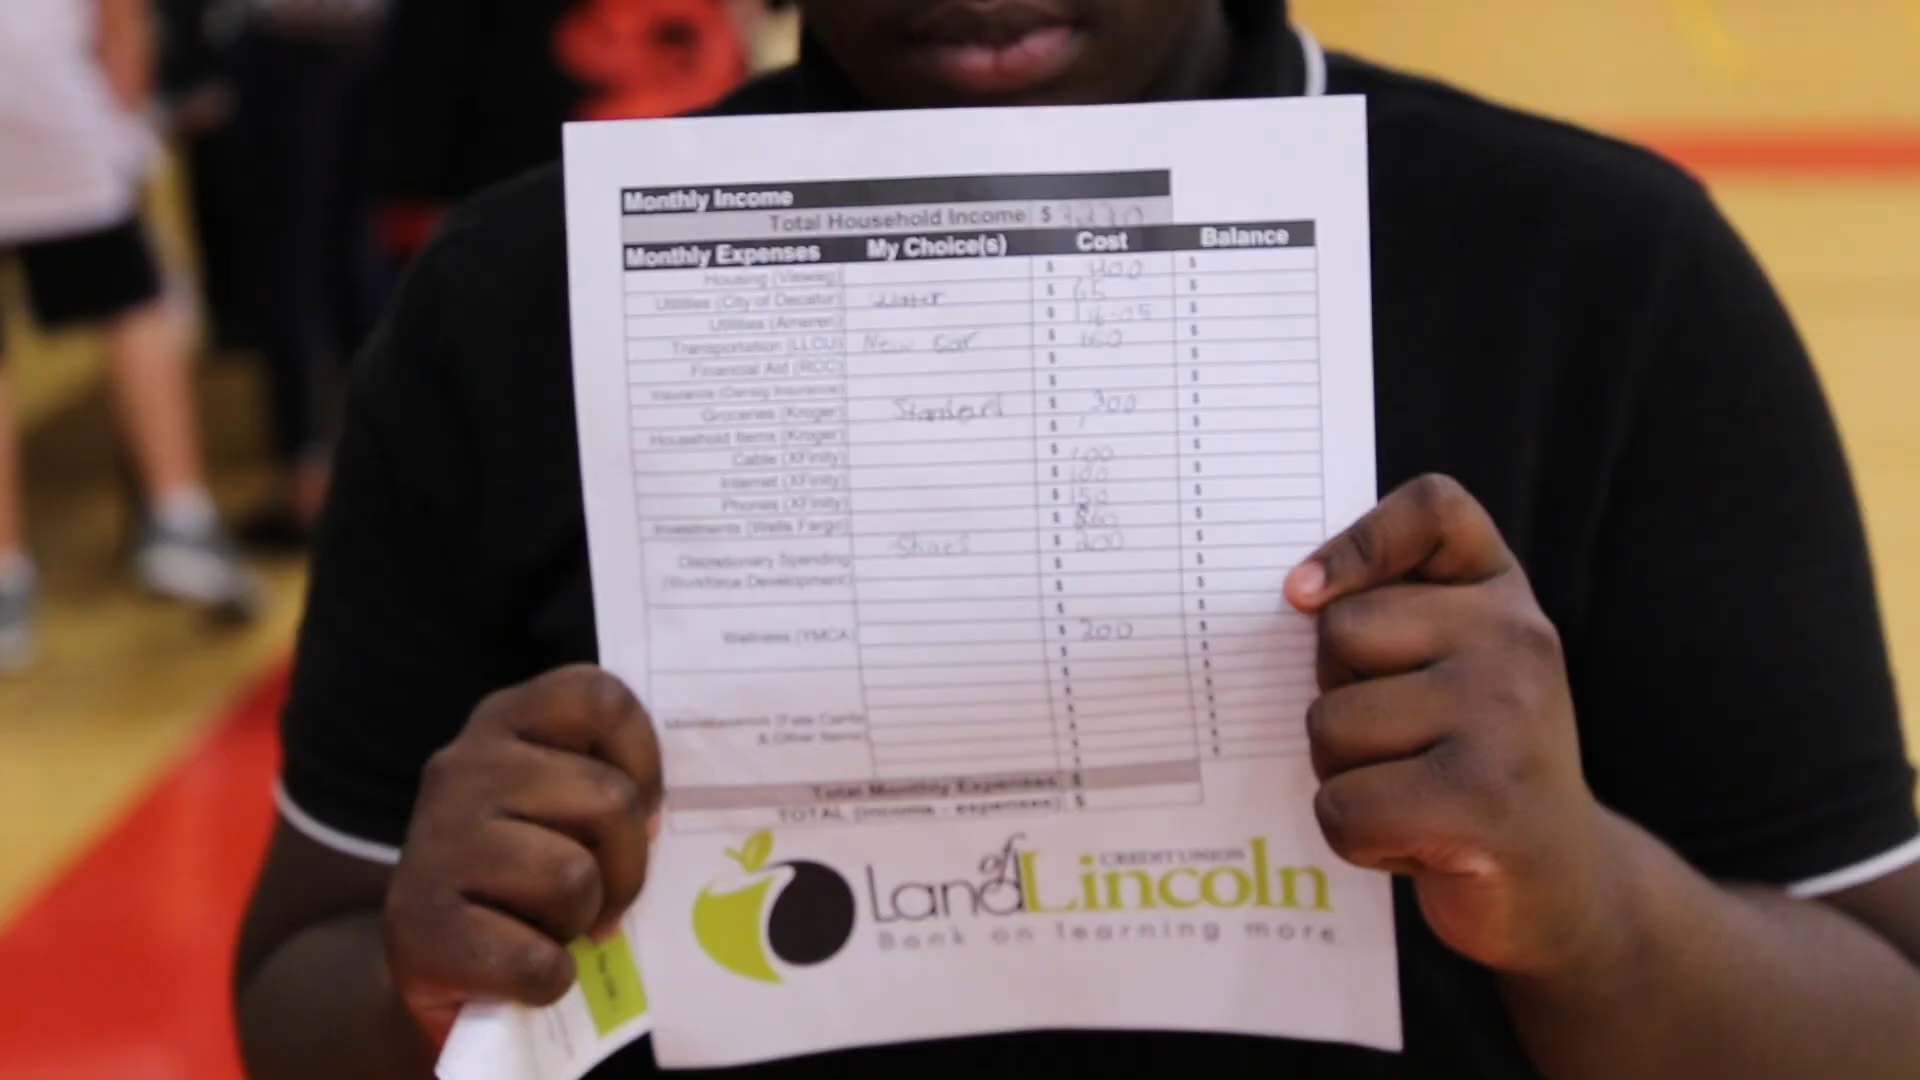 Monthly Income
Total Household Income $
Monthly Expenses My Choice(s) Cost Balance
Housing (Vieweg) $ 400 $
Utilities (City of Decatur) Water $ 65 $
Utilities (Ameren) $ $
Transportation (LLCU) New Car $ 160 $
Financial Aid (RCC) $ $
Insurance (Dansig Insurance) $ $
Groceries (Kroger) Standard $ 300 $
Household Items (Kroger) $ $
Cable (XFinity) $ 100 $
Internet (XFinity) $ 100 $
Phones (XFinity) $ 150 $
Investments (Wells Fargo) $ $
Discretionary Spending $ 200 $
(Workforce Development) $ $
Wellness (YMCA) $ 200 $
Miscellaneous (Fate Cards
& Other Items)
Total Monthly Expenses $
TOTAL (income - expenses) $
Land of Lincoln
CREDIT UNION
Bank on learning more